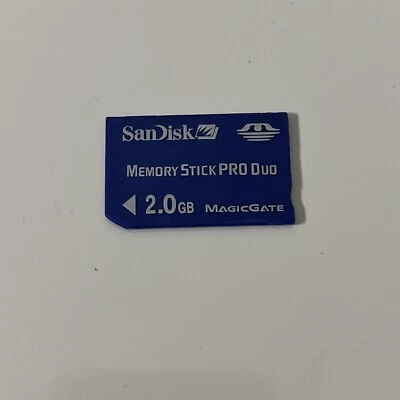 SanDisk
MEMORY STICK PRO DUO
2.0GB MAGICGATE